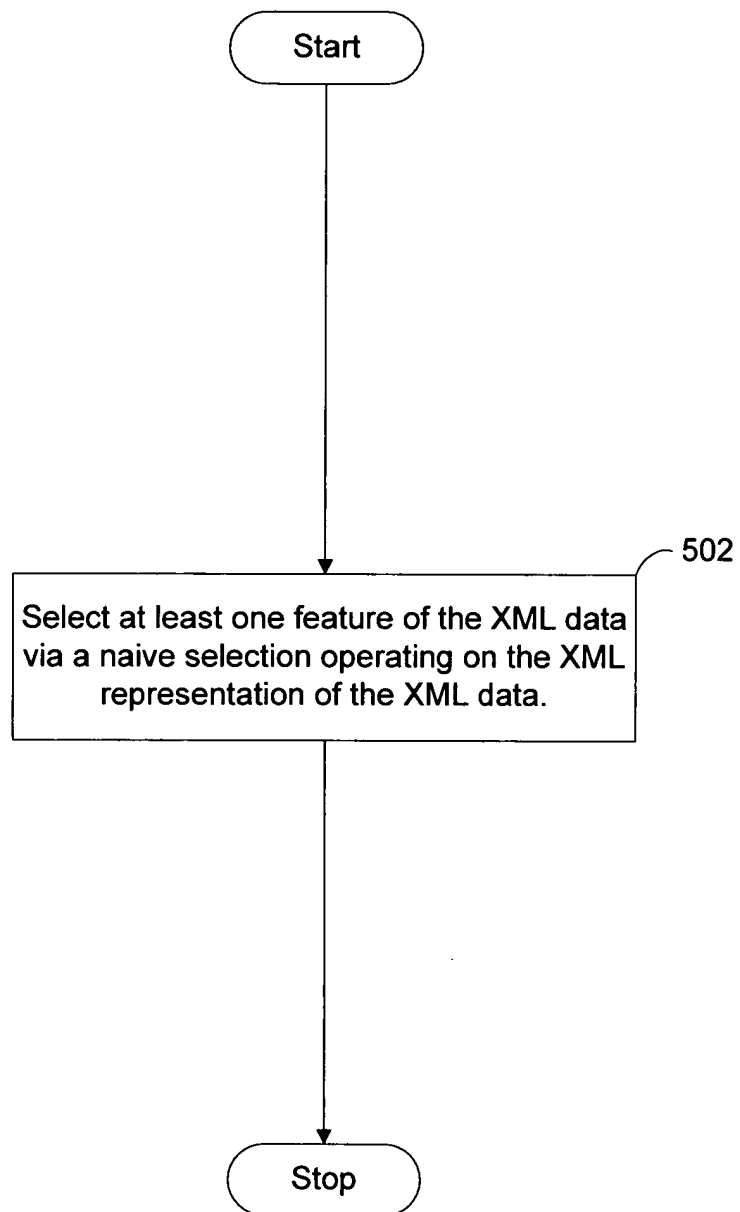 Start
502
Select at least one feature of the XML data
via a naive selection operating on the XML
representation of the XML data.
Stop